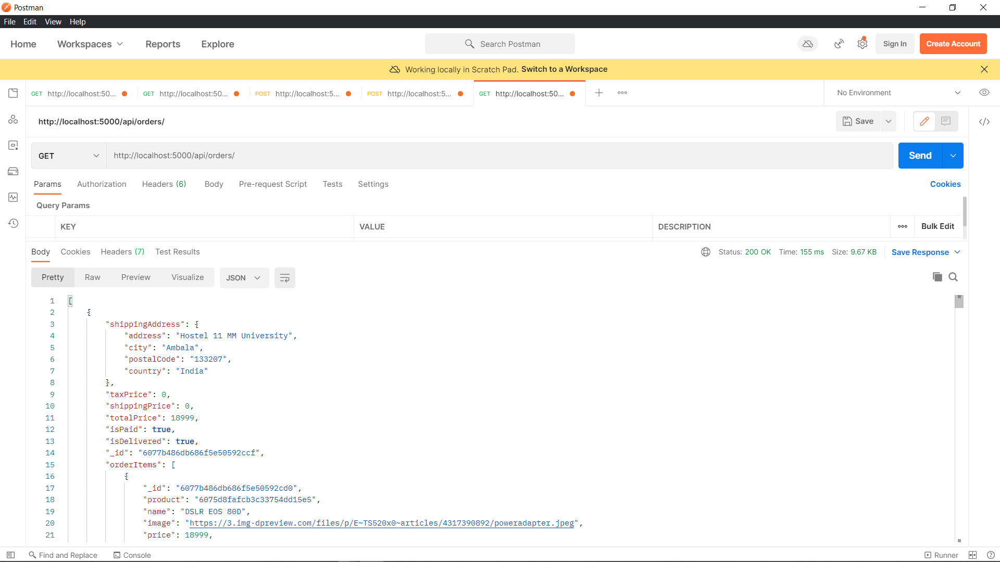 Postman
File Edit View Help
Home Workspaces Reports Explore Search Postman Sign In Create Account
Working locally in Scratch Pad. Switch to a Workspace
GET http://localhost:50... GET http://localhost:50... POST http://localhost:5... POST http://localhost:5... GET http://localhost:50... No Environment
http://localhost:5000/api/orders/ Save
GET http://localhost:5000/api/orders/ Send
Params Authorization Headers (6) Body Pre-request Script Tests Settings Cookies
Query Params
KEY VALUE DESCRIPTION Bulk Edit
Body Cookies Headers (7) Test Results Status: 200 OK Time: 155 ms Size: 9.67 KB Save Response
Pretty Raw Preview Visualize JSON
1 [
2 {
3 "shippingAddress": {
4 "address": "Hostel 11 MM University",
5 "city": "Ambala",
6 "postalCode": "133207",
7 "country": "India"
8 },
9 "taxPrice": 0,
10 "shippingPrice": 0,
11 "totalPrice": 18999,
12 "isPaid": true,
13 "isDelivered": true,
14 "_id": "6077b486db686f5e50592ccf",
15 "orderItems": [
16 {
17 "_id": "6077b486db686f5e50592cd0",
18 "product": "6075d8fafcb3c33754dd15e5",
19 "name": "DSLR EOS 80D",
20 "image": "https://3.img-dpreview.com/files/p/E~TS520x0~articles/4317390892/poweradapter.jpeg",
21 "price": 18999,
Find and Replace Console Runner